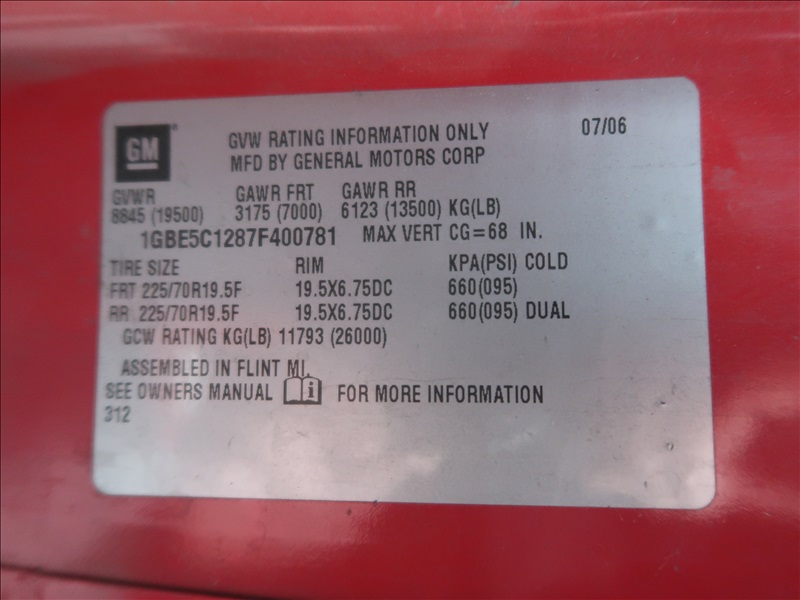 GM
GVW RATING INFORMATION ONLY 07/06
MFD BY GENERAL MOTORS CORP
GVWR GAWR FRT GAWR RR
8845 (19500) 3175 (7000) 6123 (13500) KG(LB)
1GBE5C1287F400781 MAX VERT CG=68 IN.
TIRE SIZE RIM KPA(PSI) COLD
FRT 225/70R19.5F 19.5X6.75DC 660(095)
RR 225/70R19.5F 19.5X6.75DC 660(095) DUAL
GCW RATING KG(LB) 11793 (26000)
ASSEMBLED IN FLINT MI.
SEE OWNERS MANUAL i FOR MORE INFORMATION
312